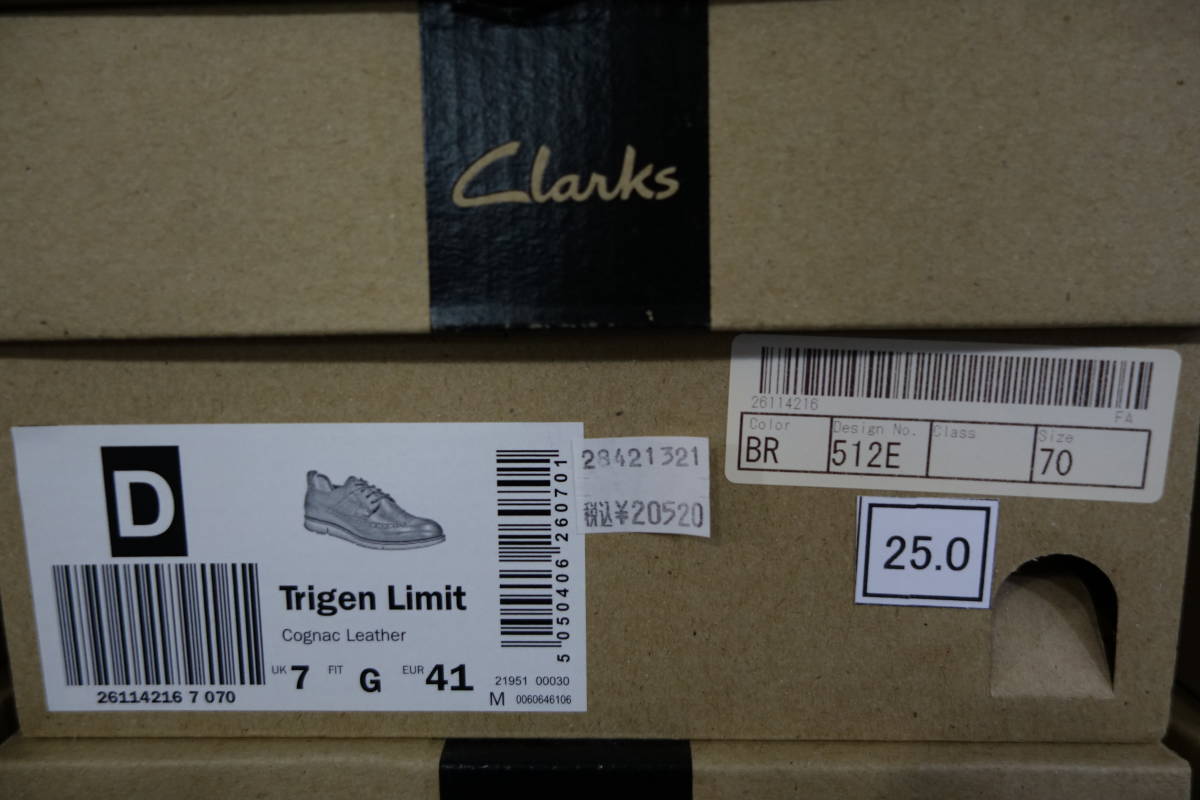 Clarks
26114216
FA
Color Design No. Class Size
BR 512E 70
25.0
28421321
税込¥20520
D
Trigen Limit
Cognac Leather
UK 7 FIT G EUR 41
26114216 7 070
5 050406 260701
21951 00030
M 0060646106